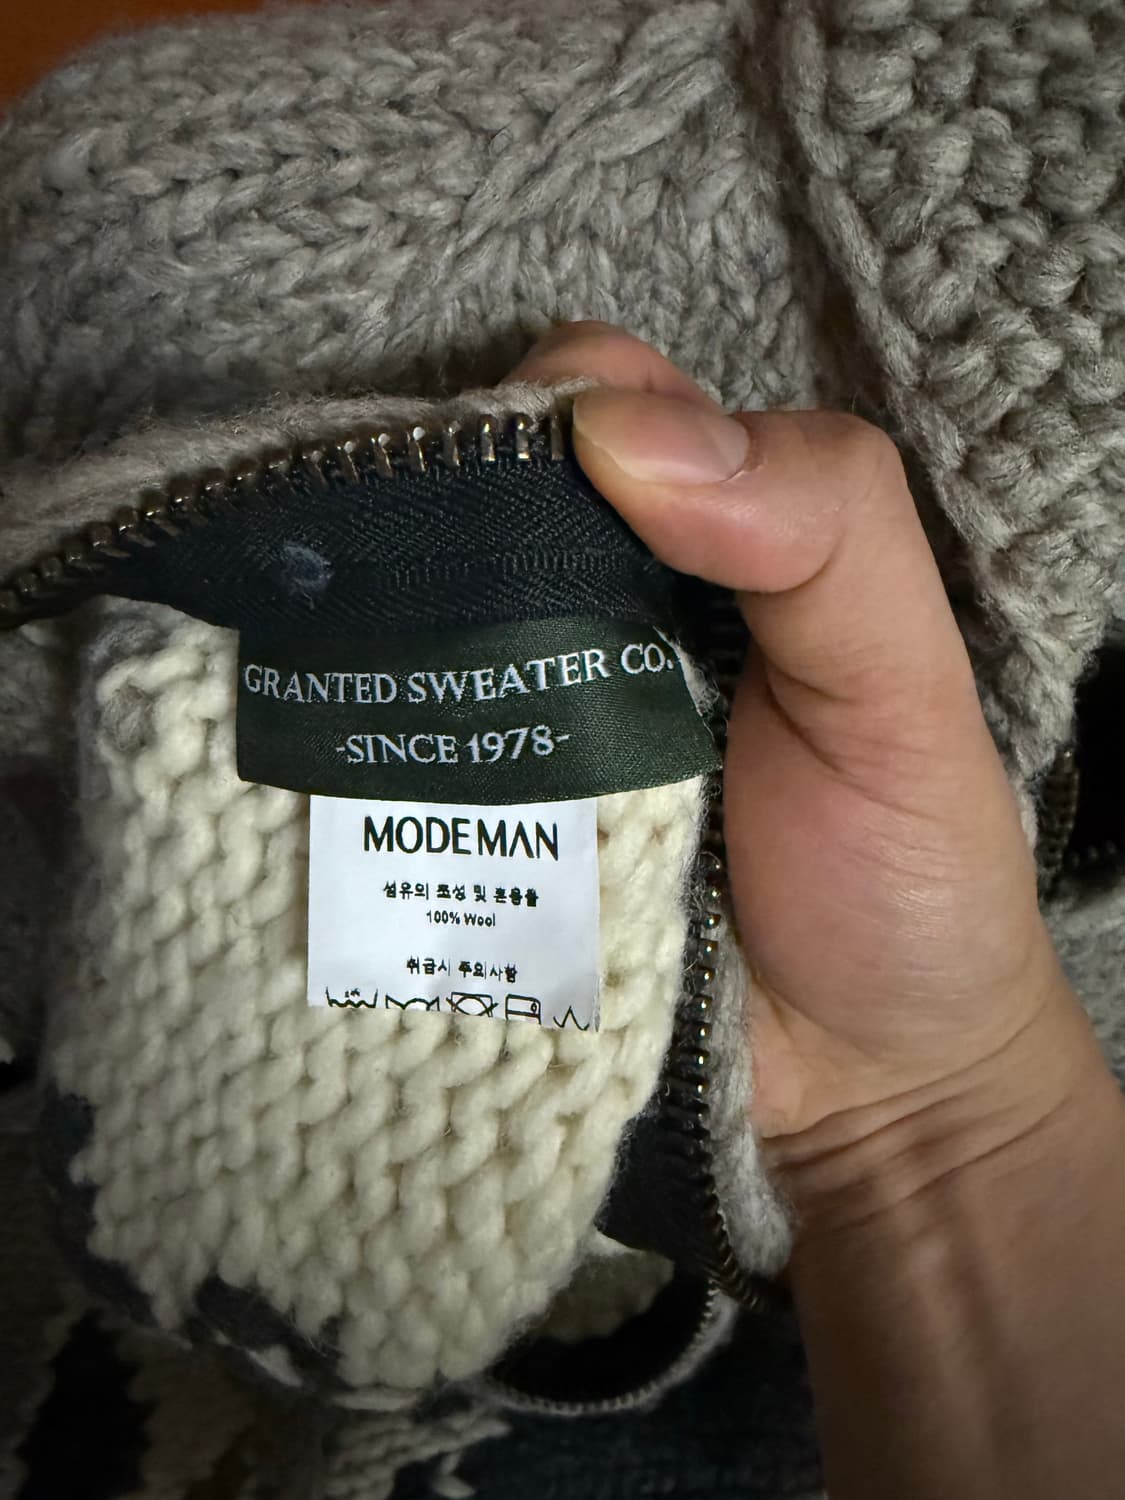 GRANTED SWEATER CO.
-SINCE 1978-
MODEMAN
섬유의 조성 및 혼용율
100% Wool
취급시 주의사항